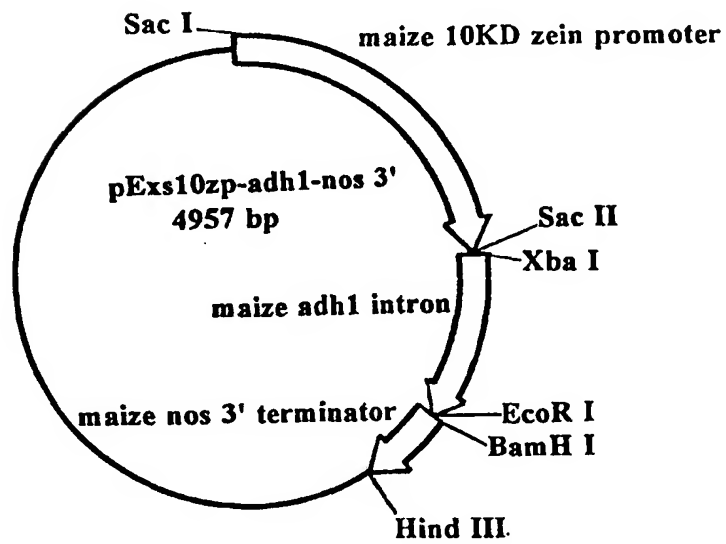 Sac I
maize 10KD zein promoter
pExs10zp-adh1-nos 3'
4957 bp
Sac II
Xba I
maize adh1 intron
maize nos 3' terminator
EcoR I
BamH I
Hind III.